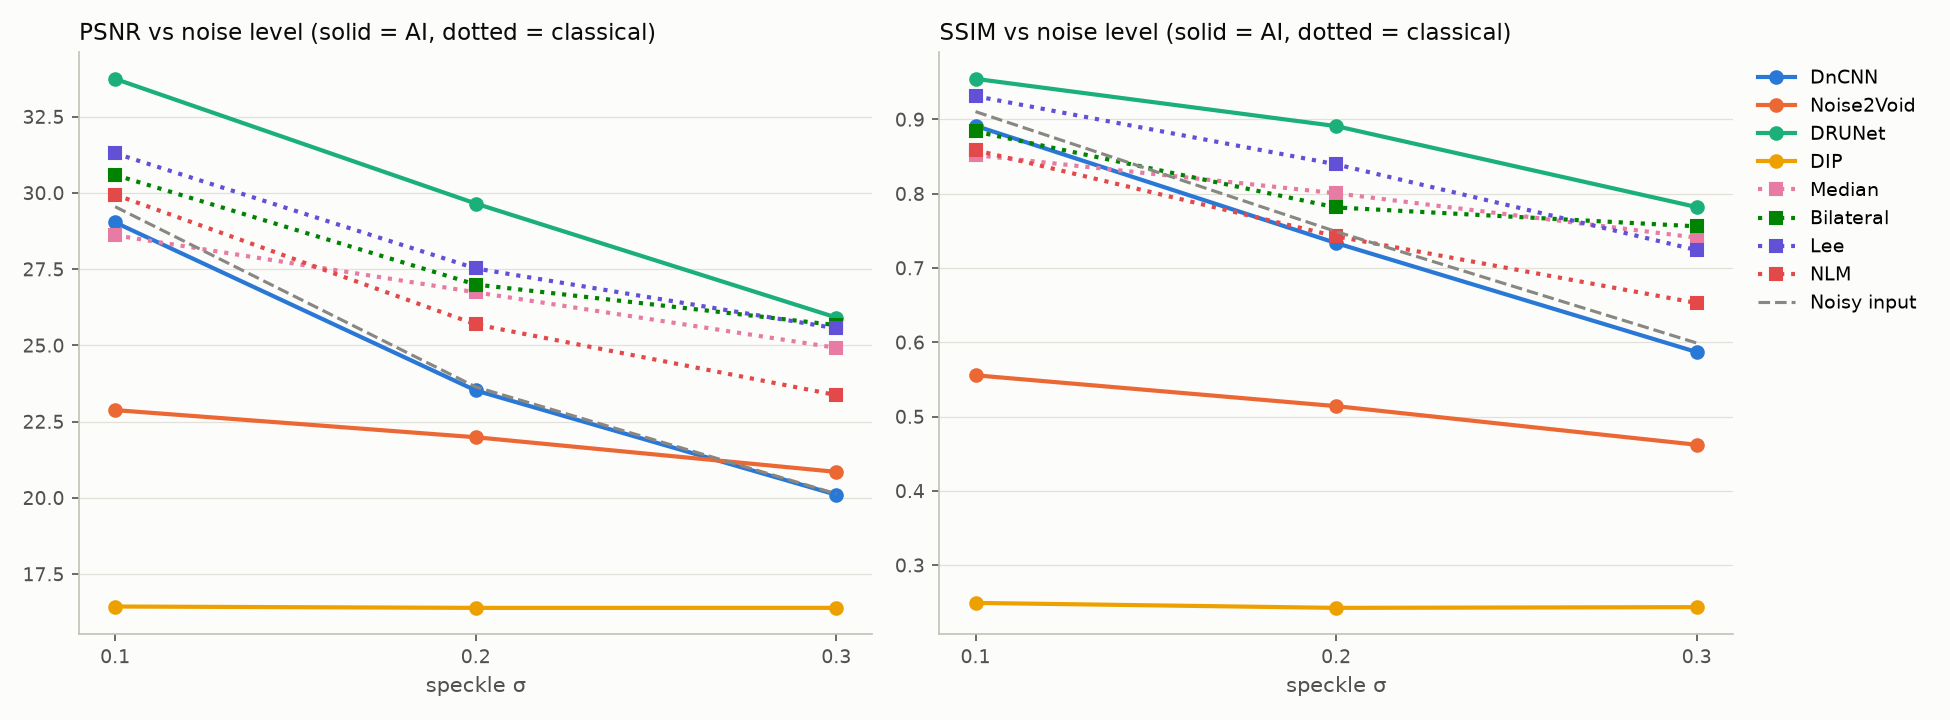 PSNR vs noise level (solid = AI, dotted = classical)
32.5
30.0
27.5
25.0
22.5
20.0
17.5
0.1
0.2
0.3
speckle σ
SSIM vs noise level (solid = AI, dotted = classical)
0.9
0.8
0.7
0.6
0.5
0.4
0.3
0.1
0.2
0.3
speckle σ
DnCNN
Noise2Void
DRUNet
DIP
Median
Bilateral
Lee
NLM
Noisy input